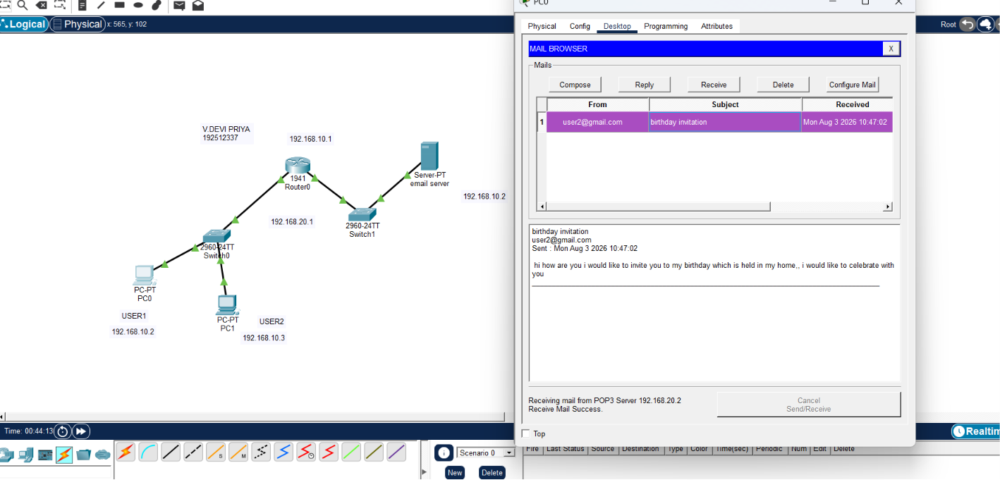 Logical
Physical
x: 565, y: 102
Root
V.DEVI PRIYA
192512337
192.168.10.1
1941
Router0
Server-PT
email server
192.168.10.2
192.168.20.1
2960-24TT
Switch1
2960-24TT
Switch0
PC-PT
PC0
USER1
192.168.10.2
PC-PT
PC1
USER2
192.168.10.3
PC0
Physical
Config
Desktop
Programming
Attributes
MAIL BROWSER
X
Mails
Compose
Reply
Receive
Delete
Configure Mail
From
Subject
Received
1
user2@gmail.com
birthday invitation
Mon Aug 3 2026 10:47:02
birthday invitation
user2@gmail.com
Sent : Mon Aug 3 2026 10:47:02
hi how are you i would like to invite you to my birthday which is held in my home,, i would like to celebrate with
you
Receiving mail from POP3 Server 192.168.20.2
Receive Mail Success.
Cancel
Send/Receive
Top
Time: 00:44:13
Realtim
S
M
Scenario 0
New
Delete
Fire
Last Status
Source
Destination
Type
Color
Time(sec)
Periodic
Num
Edit
Delete